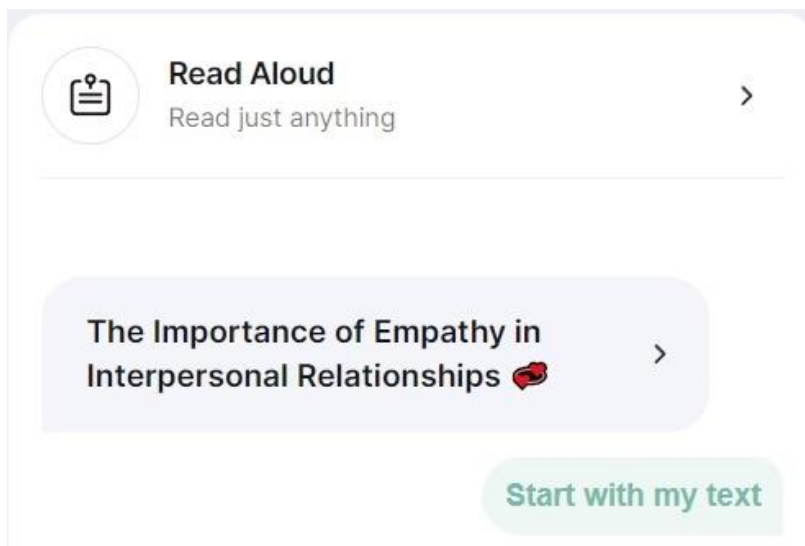 Read Aloud
Read just anything
The Importance of Empathy in
Interpersonal Relationships 💞
Start with my text